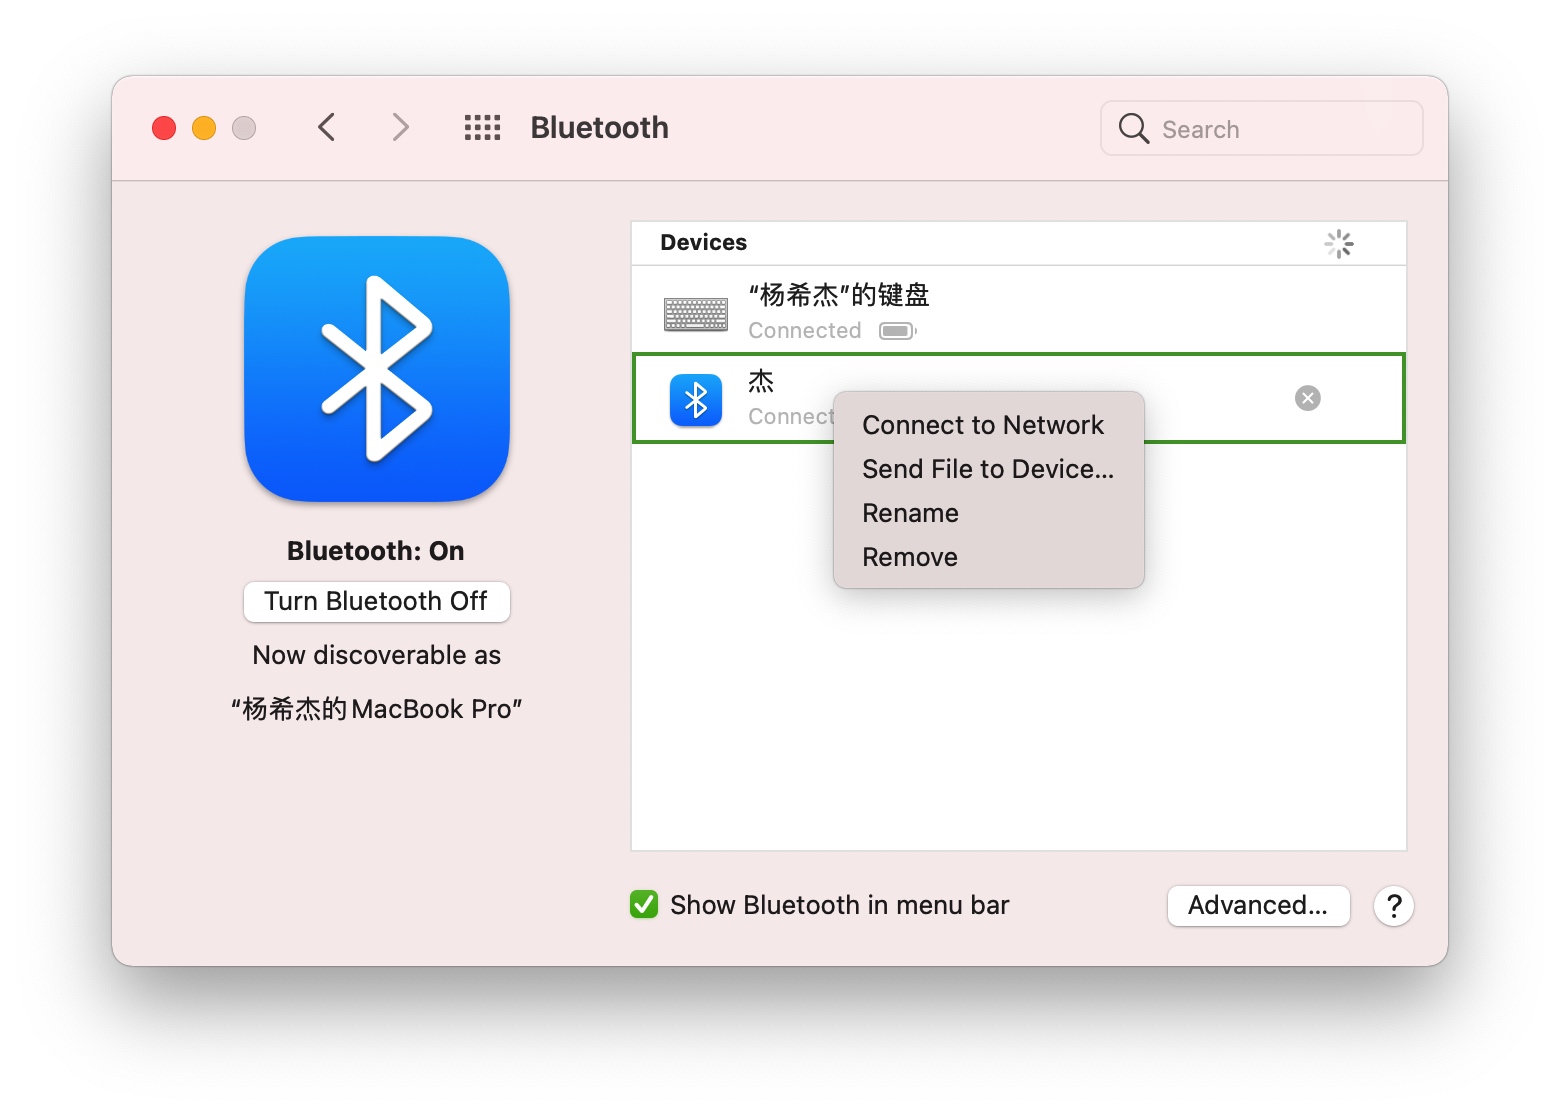 Bluetooth
Search
Devices
“杨希杰”的键盘
Connected
杰
Connect
Connect to Network
Send File to Device...
Rename
Remove
Bluetooth: On
Turn Bluetooth Off
Now discoverable as
“杨希杰的MacBook Pro”
Show Bluetooth in menu bar
Advanced...
?